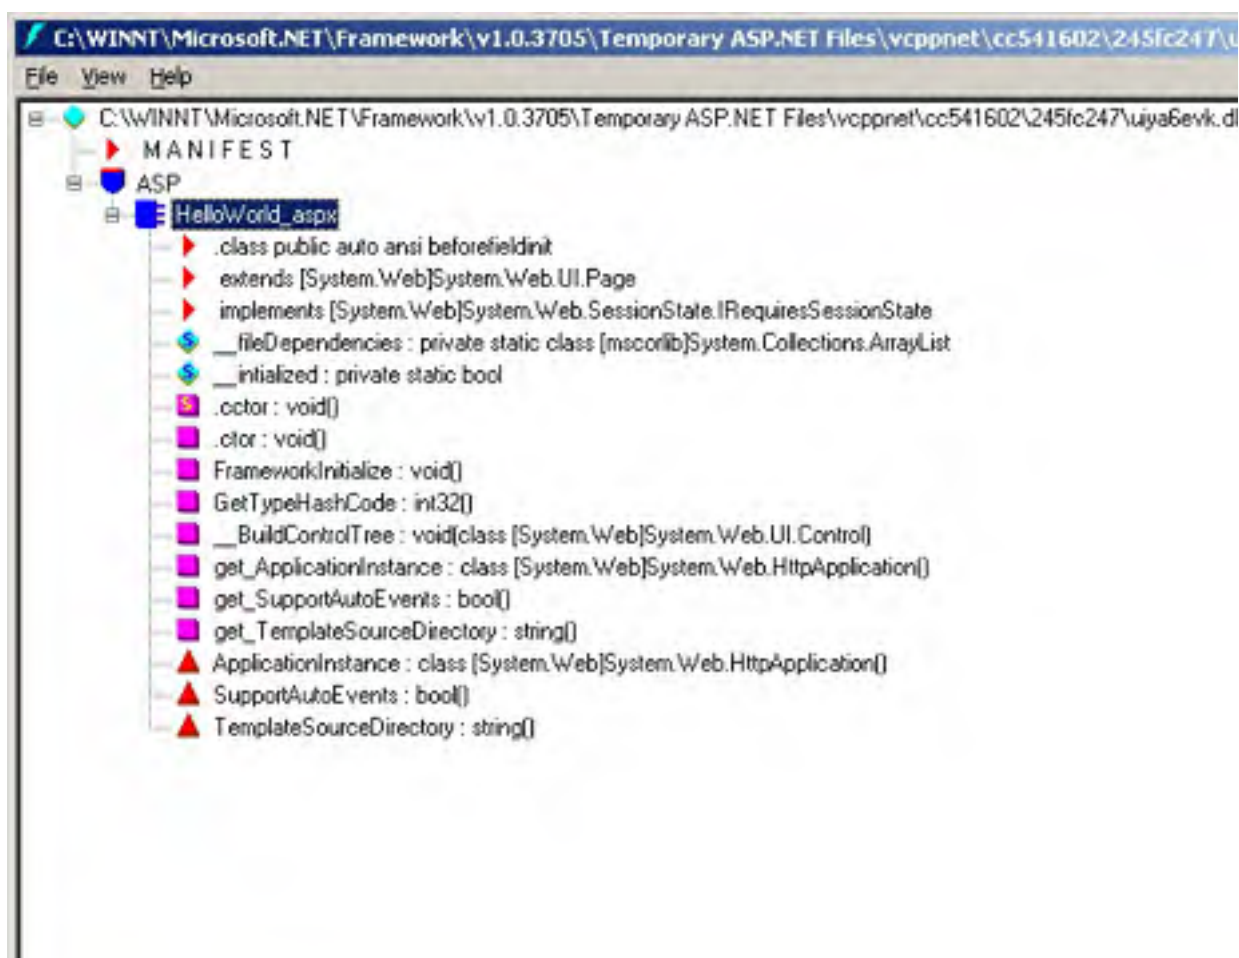 C:\WINNT\Microsoft.NET\Framework\v1.0.3705\Temporary ASP.NET Files\vcppnet\cc541602\245fc247\u
File View Help
C:\WINNT\Microsoft.NET\Framework\v1.0.3705\Temporary ASP.NET Files\vcppnet\cc541602\245fc247\uiya6evk.dl
MANIFEST
ASP
HelloWorld_aspx
.class public auto ansi beforefieldinit
extends [System.Web]System.Web.UI.Page
implements [System.Web]System.Web.SessionState.IRequiresSessionState
__fileDependencies : private static class [mscorlib]System.Collections.ArrayList
__intialized : private static bool
.cctor : void()
.ctor : void()
FrameworkInitialize : void()
GetTypeHashCode : int32()
__BuildControlTree : void(class [System.Web]System.Web.UI.Control)
get_ApplicationInstance : class [System.Web]System.Web.HttpApplication()
get_SupportAutoEvents : bool()
get_TemplateSourceDirectory : string()
ApplicationInstance : class [System.Web]System.Web.HttpApplication()
SupportAutoEvents : bool()
TemplateSourceDirectory : string()